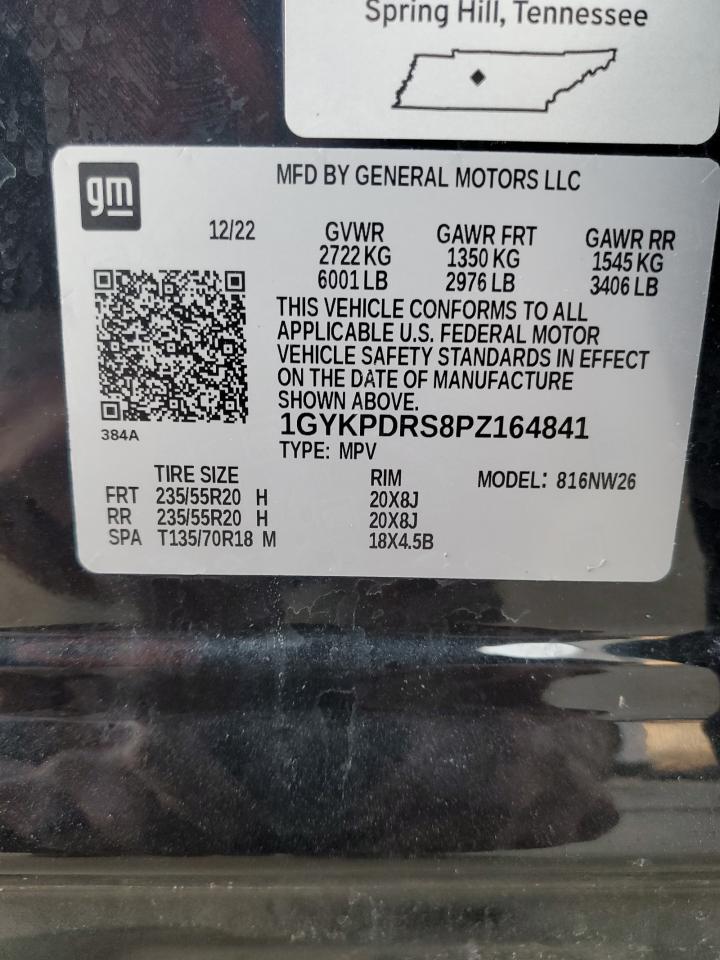 Spring Hill, Tennessee
gm
MFD BY GENERAL MOTORS LLC
12/22 GVWR GAWR FRT GAWR RR
2722 KG 1350 KG 1545 KG
6001 LB 2976 LB 3406 LB
THIS VEHICLE CONFORMS TO ALL
APPLICABLE U.S. FEDERAL MOTOR
VEHICLE SAFETY STANDARDS IN EFFECT
ON THE DATE OF MANUFACTURE
SHOWN ABOVE.
1GYKPDRS8PZ164841
384A
TYPE: MPV
TIRE SIZE RIM MODEL: 816NW26
FRT 235/55R20 H 20X8J
RR 235/55R20 H 20X8J
SPA T135/70R18 M 18X4.5B